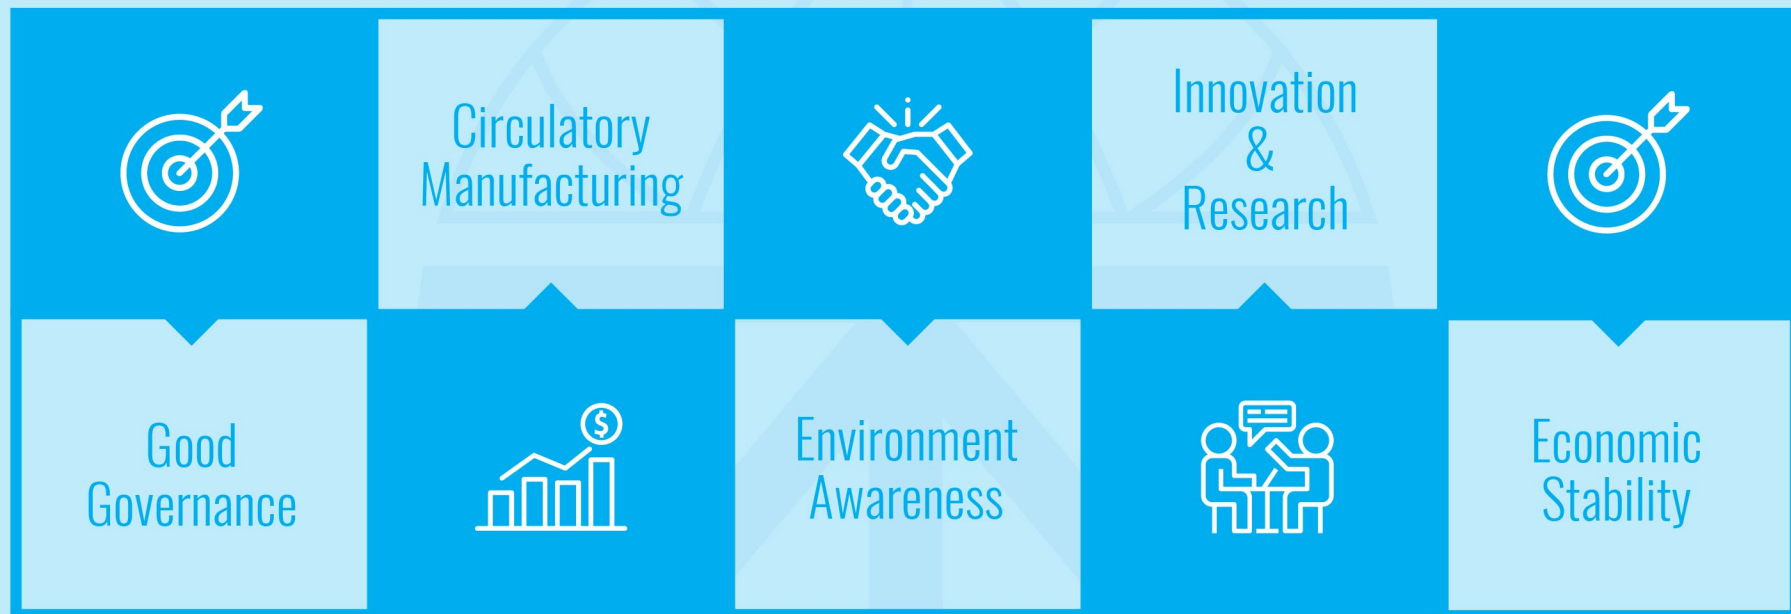 Circulatory
Manufacturing
Innovation
&
Research
Good
Governance
$
Environment
Awareness
Economic
Stability